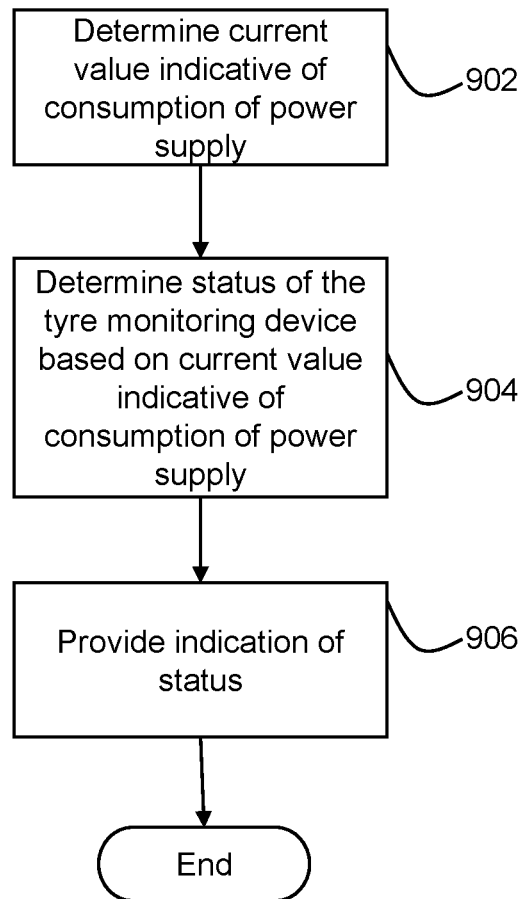 Determine current
value indicative of
consumption of power
supply
902
Determine status of the
tyre monitoring device
based on current value
indicative of
consumption of power
supply
904
Provide indication of
status
906
End